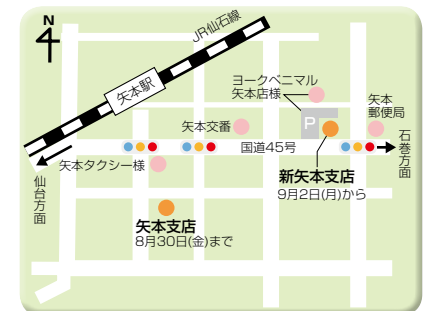 N
JR仙石線
矢本駅
ヨークベニマル
矢本店様
P
矢本
郵便局
矢本交番
国道45号
石巻方面
仙台方面
矢本タクシー様
新矢本支店
9月2日(月)から
矢本支店
8月30日(金)まで